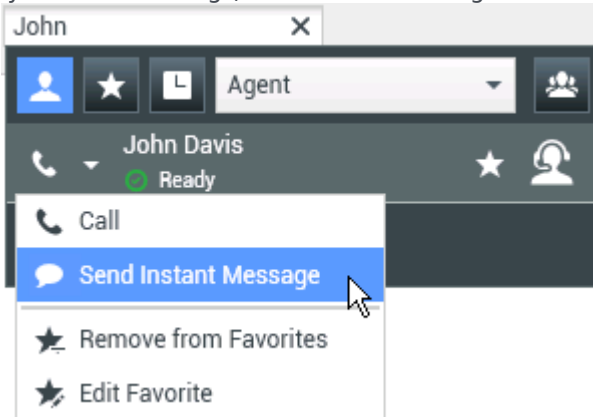 John
Agent
John Davis
Ready
Call
Send Instant Message
Remove from Favorites
Edit Favorite